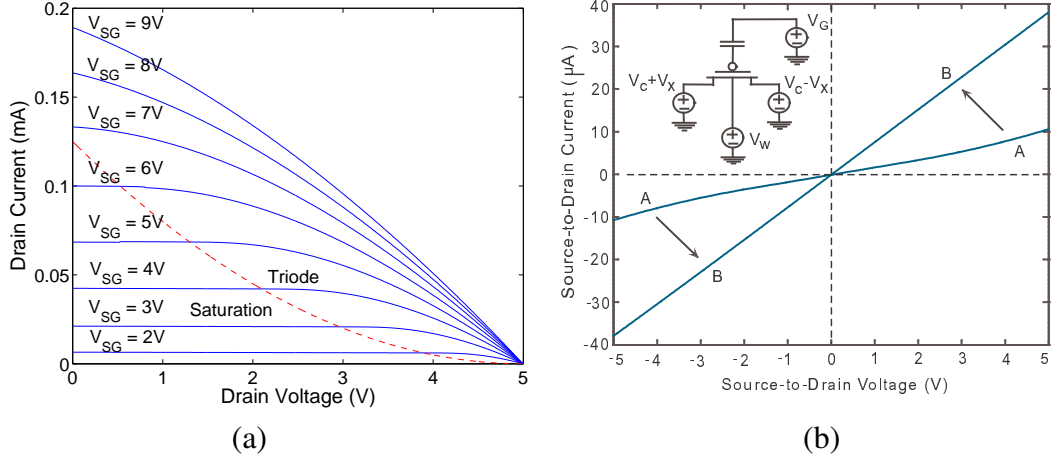 V_SG = 9V
V_SG = 8V
V_SG = 7V
V_SG = 6V
V_SG = 5V
V_SG = 4V
V_SG = 3V
V_SG = 2V
Triode
Saturation
0.2
0.15
0.1
0.05
0
0 1 2 3 4 5
Drain Current (mA)
Drain Voltage (V)
(a)
40
30
20
10
0
-10
-20
-30
-40
-5 -4 -3 -2 -1 0 1 2 3 4 5
Source-to-Drain Current (µA)
Source-to-Drain Voltage (V)
V_G
V_c+V_X
V_c-V_X
V_w
B
A
A
B
(b)